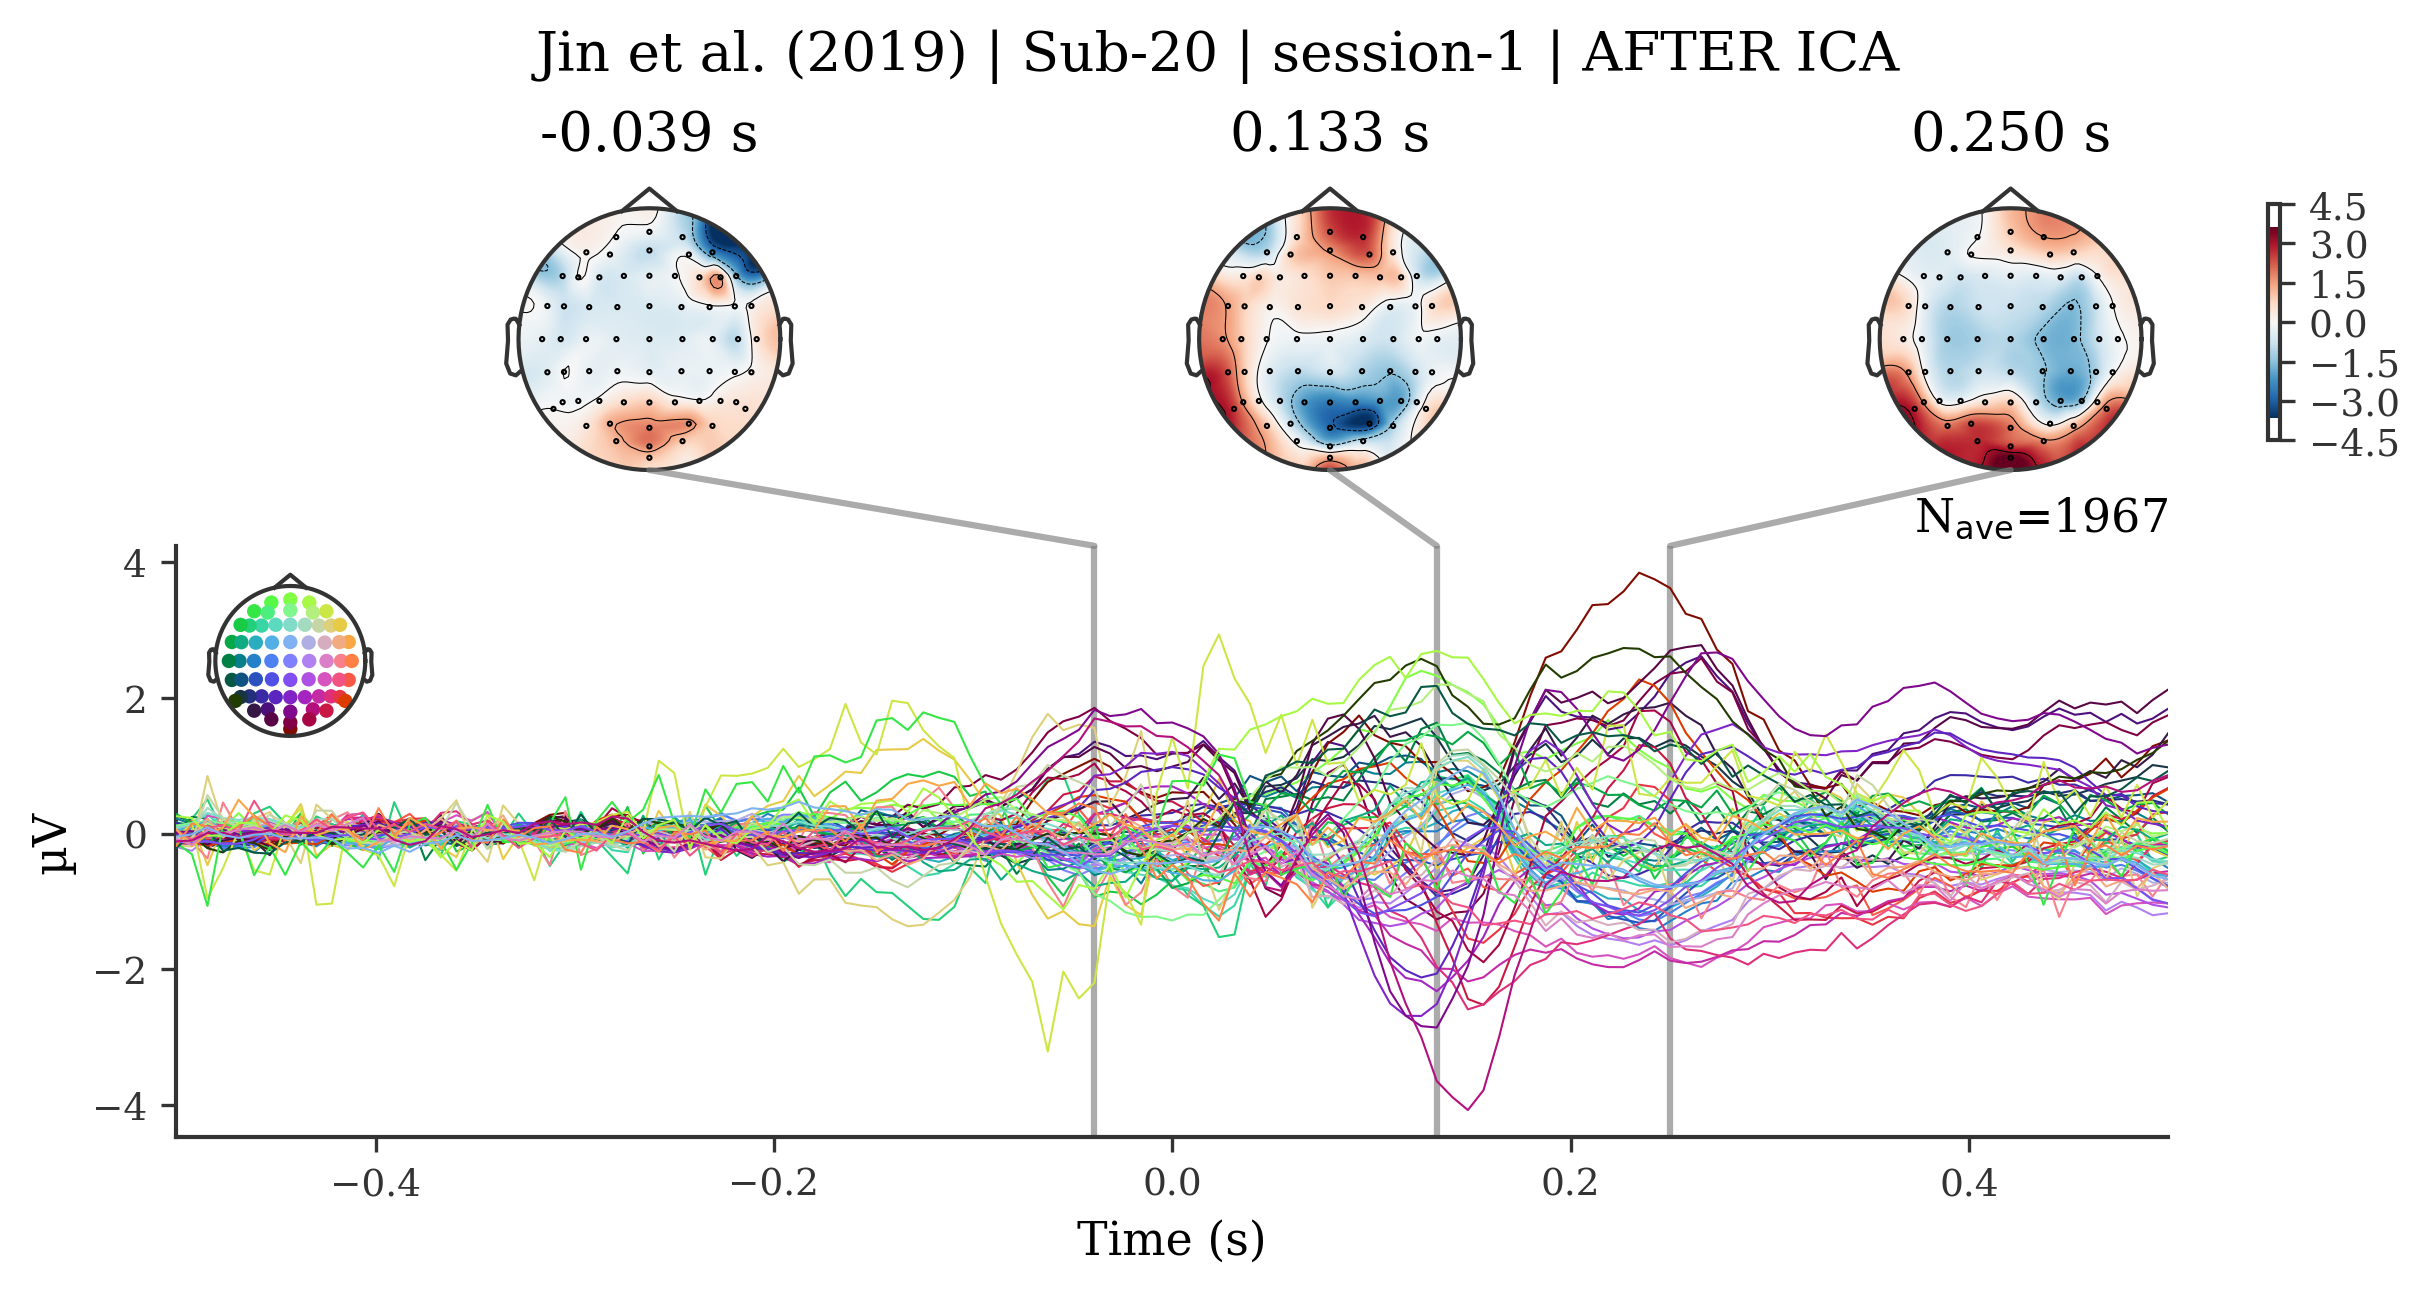 Jin et al. (2019) | Sub-20 | session-1 | AFTER ICA
-0.039 s
0.133 s
0.250 s
4.5
3.0
1.5
0.0
−1.5
−3.0
−4.5
Nave=1967
4
2
0
−2
−4
µV
−0.4
−0.2
0.0
0.2
0.4
Time (s)